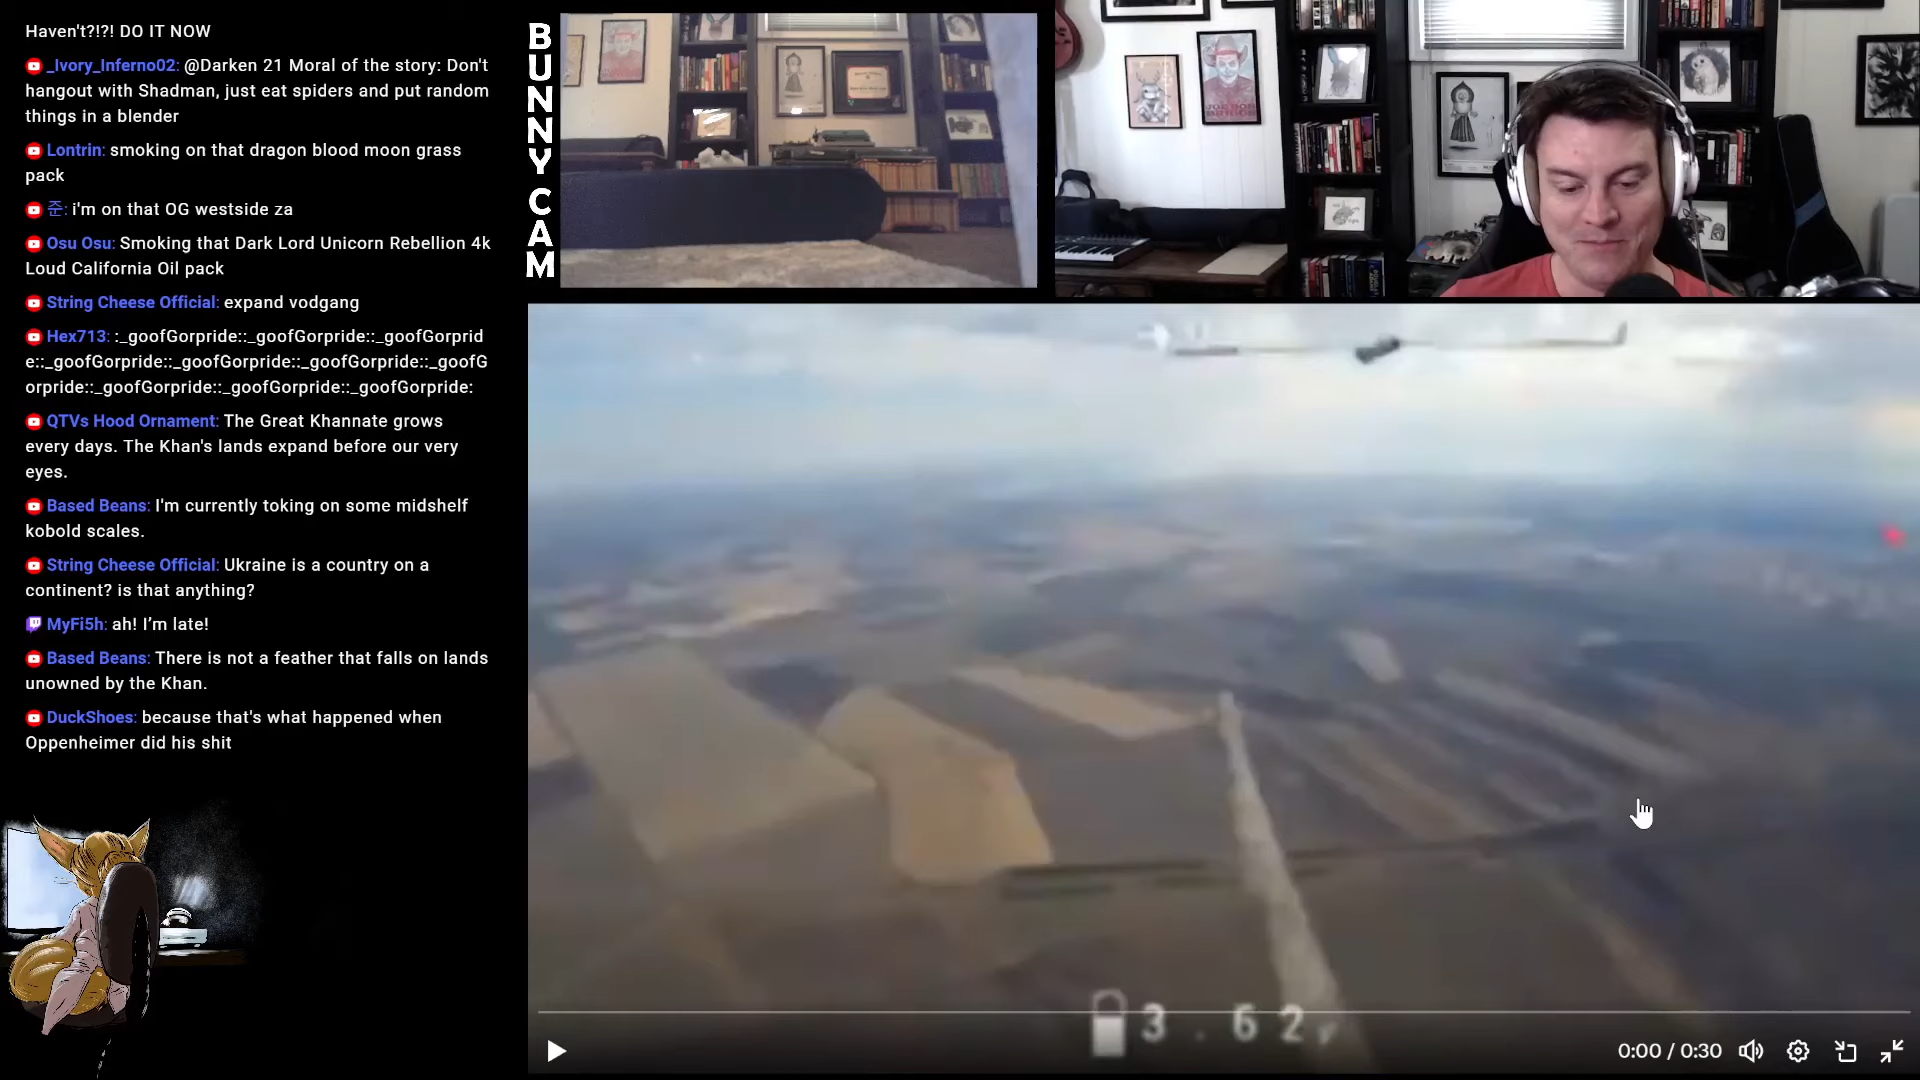 Haven't?!?! DO IT NOW
_Ivory_Inferno02: @Darken 21 Moral of the story: Don't
hangout with Shadman, just eat spiders and put random
things in a blender
Lontrin: smoking on that dragon blood moon grass
pack
준: i'm on that OG westside za
Osu Osu: Smoking that Dark Lord Unicorn Rebellion 4k
Loud California Oil pack
String Cheese Official: expand vodgang
Hex713: :_goofGorpride::_goofGorpride::_goofGorprid
e::_goofGorpride::_goofGorpride::_goofGorpride::_goofG
orpride::_goofGorpride::_goofGorpride::_goofGorpride:
QTVs Hood Ornament: The Great Khannate grows
every days. The Khan's lands expand before our very
eyes.
Based Beans: I'm currently toking on some midshelf
kobold scales.
String Cheese Official: Ukraine is a country on a
continent? is that anything?
MyFi5h: ah! I'm late!
Based Beans: There is not a feather that falls on lands
unowned by the Khan.
DuckShoes: because that's what happened when
Oppenheimer did his shit
BUNNY CAM
3.62v
0:00 / 0:30